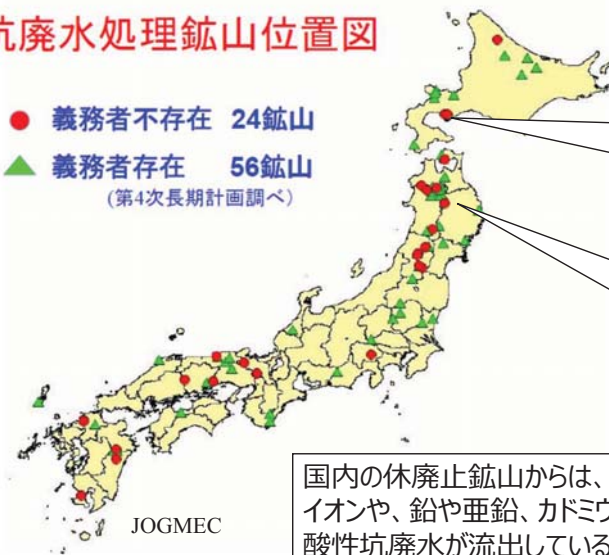 坑廃水処理鉱山位置図
義務者不存在 24鉱山
義務者存在 56鉱山
(第4次長期計画調べ)
JOGMEC
国内の休廃止鉱山からは、
イオンや、鉛や亜鉛、カドミウ
酸性坑廃水が流出している